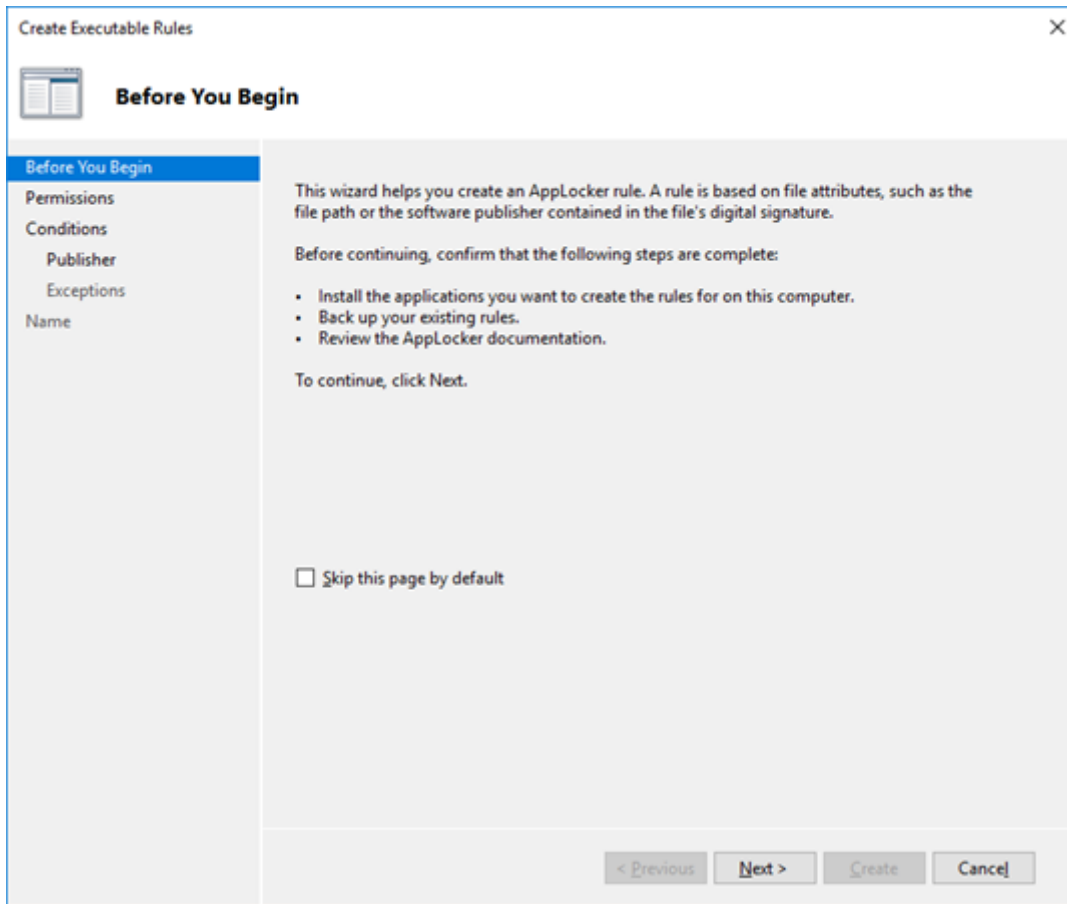 Create Executable Rules
Before You Begin
Before You Begin
Permissions
Conditions
Publisher
Exceptions
Name
This wizard helps you create an AppLocker rule. A rule is based on file attributes, such as the
file path or the software publisher contained in the file's digital signature.
Before continuing, confirm that the following steps are complete:
• Install the applications you want to create the rules for on this computer.
• Back up your existing rules.
• Review the AppLocker documentation.
To continue, click Next.
Skip this page by default
< Previous
Next >
Create
Cancel